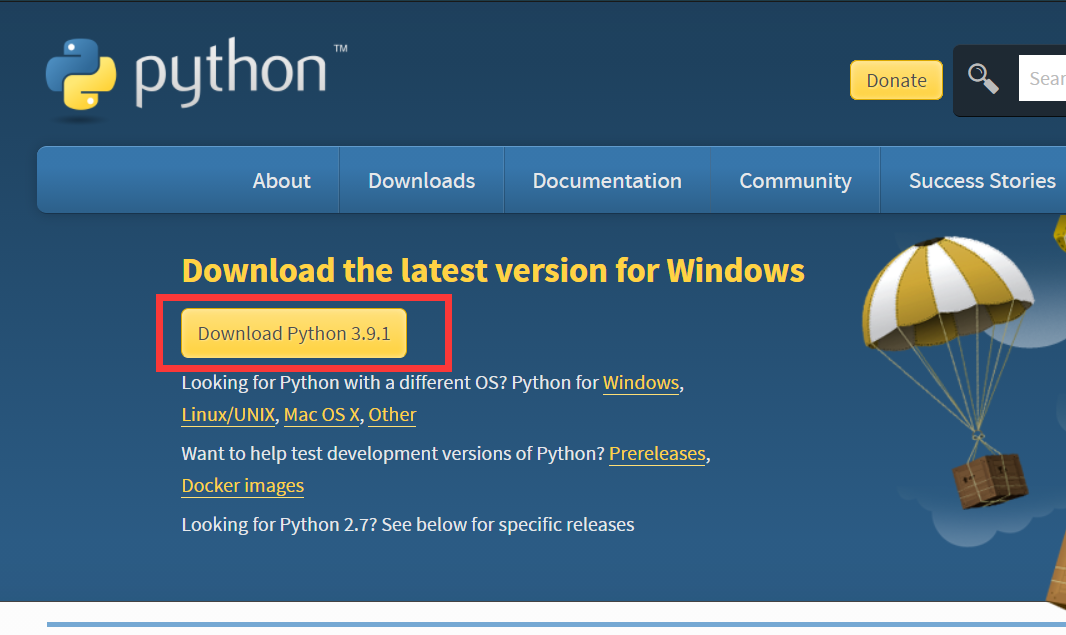 python™
Donate
About
Downloads
Documentation
Community
Success Stories
Download the latest version for Windows
Download Python 3.9.1
Looking for Python with a different OS? Python for Windows,
Linux/UNIX, Mac OS X, Other
Want to help test development versions of Python? Prereleases,
Docker images
Looking for Python 2.7? See below for specific releases